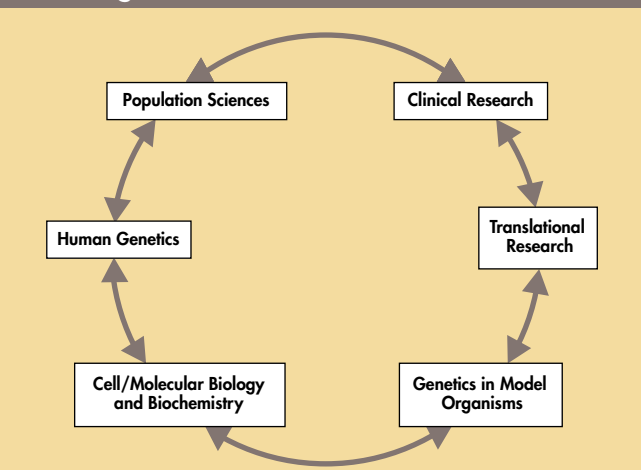 Population Sciences
Clinical Research
Human Genetics
Translational
Research
Cell/Molecular Biology
and Biochemistry
Genetics in Model
Organisms